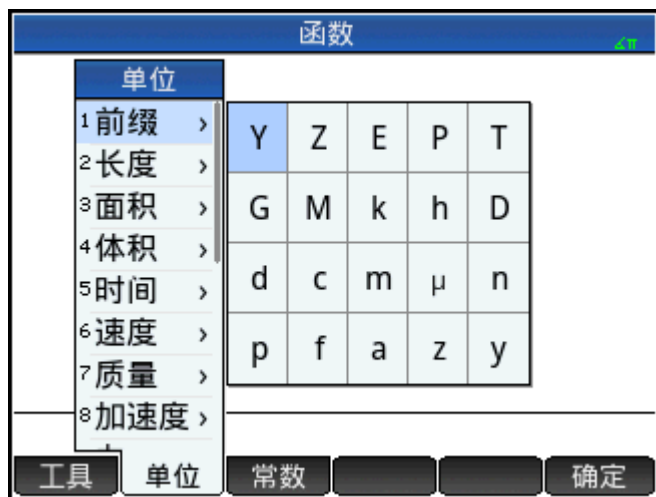 函数
∡π
单位
1前缀 >
2长度 >
3面积 >
4体积 >
5时间 >
6速度 >
7质量 >
8加速度 >
Y Z E P T
G M k h D
d c m μ n
p f a z y
工具 单位 常数 确定